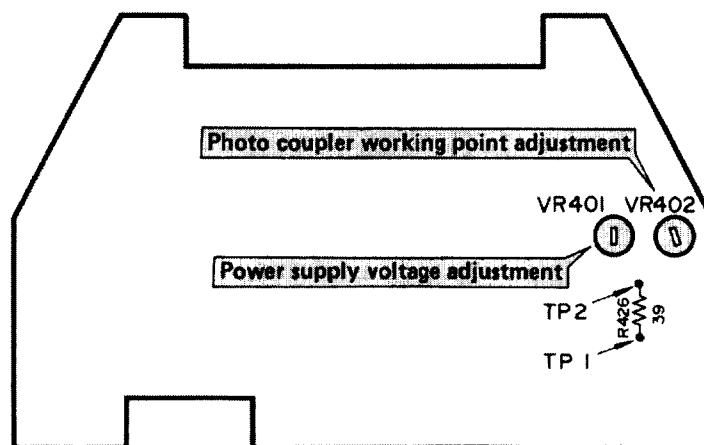 Photo coupler working point adjustment
VR401 VR402
Power supply voltage adjustment
TP2
R426
39
TP1